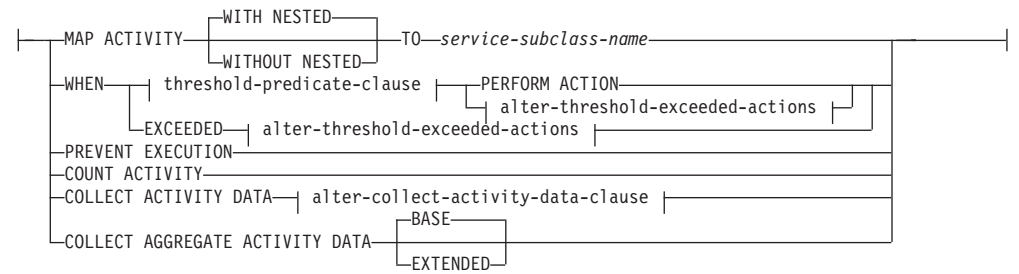 WITH NESTED
MAP ACTIVITY TO service-subclass-name
WITHOUT NESTED
WHEN threshold-predicate-clause PERFORM ACTION
alter-threshold-exceeded-actions
EXCEEDED alter-threshold-exceeded-actions
PREVENT EXECUTION
COUNT ACTIVITY
COLLECT ACTIVITY DATA alter-collect-activity-data-clause
BASE
COLLECT AGGREGATE ACTIVITY DATA
EXTENDED